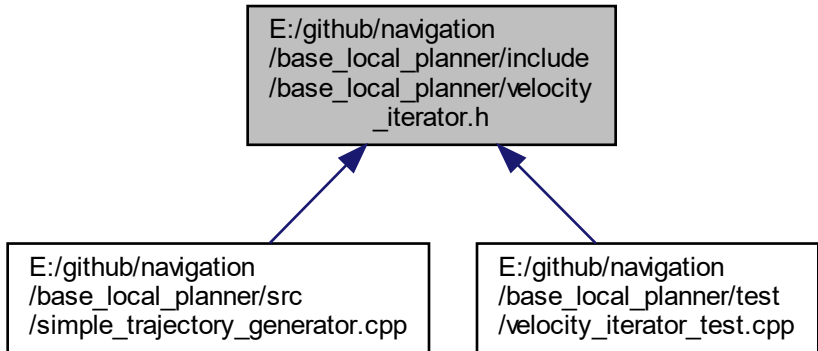 E:/github/navigation
/base_local_planner/include
/base_local_planner/velocity
_iterator.h
E:/github/navigation
/base_local_planner/src
/simple_trajectory_generator.cpp
E:/github/navigation
/base_local_planner/test
/velocity_iterator_test.cpp